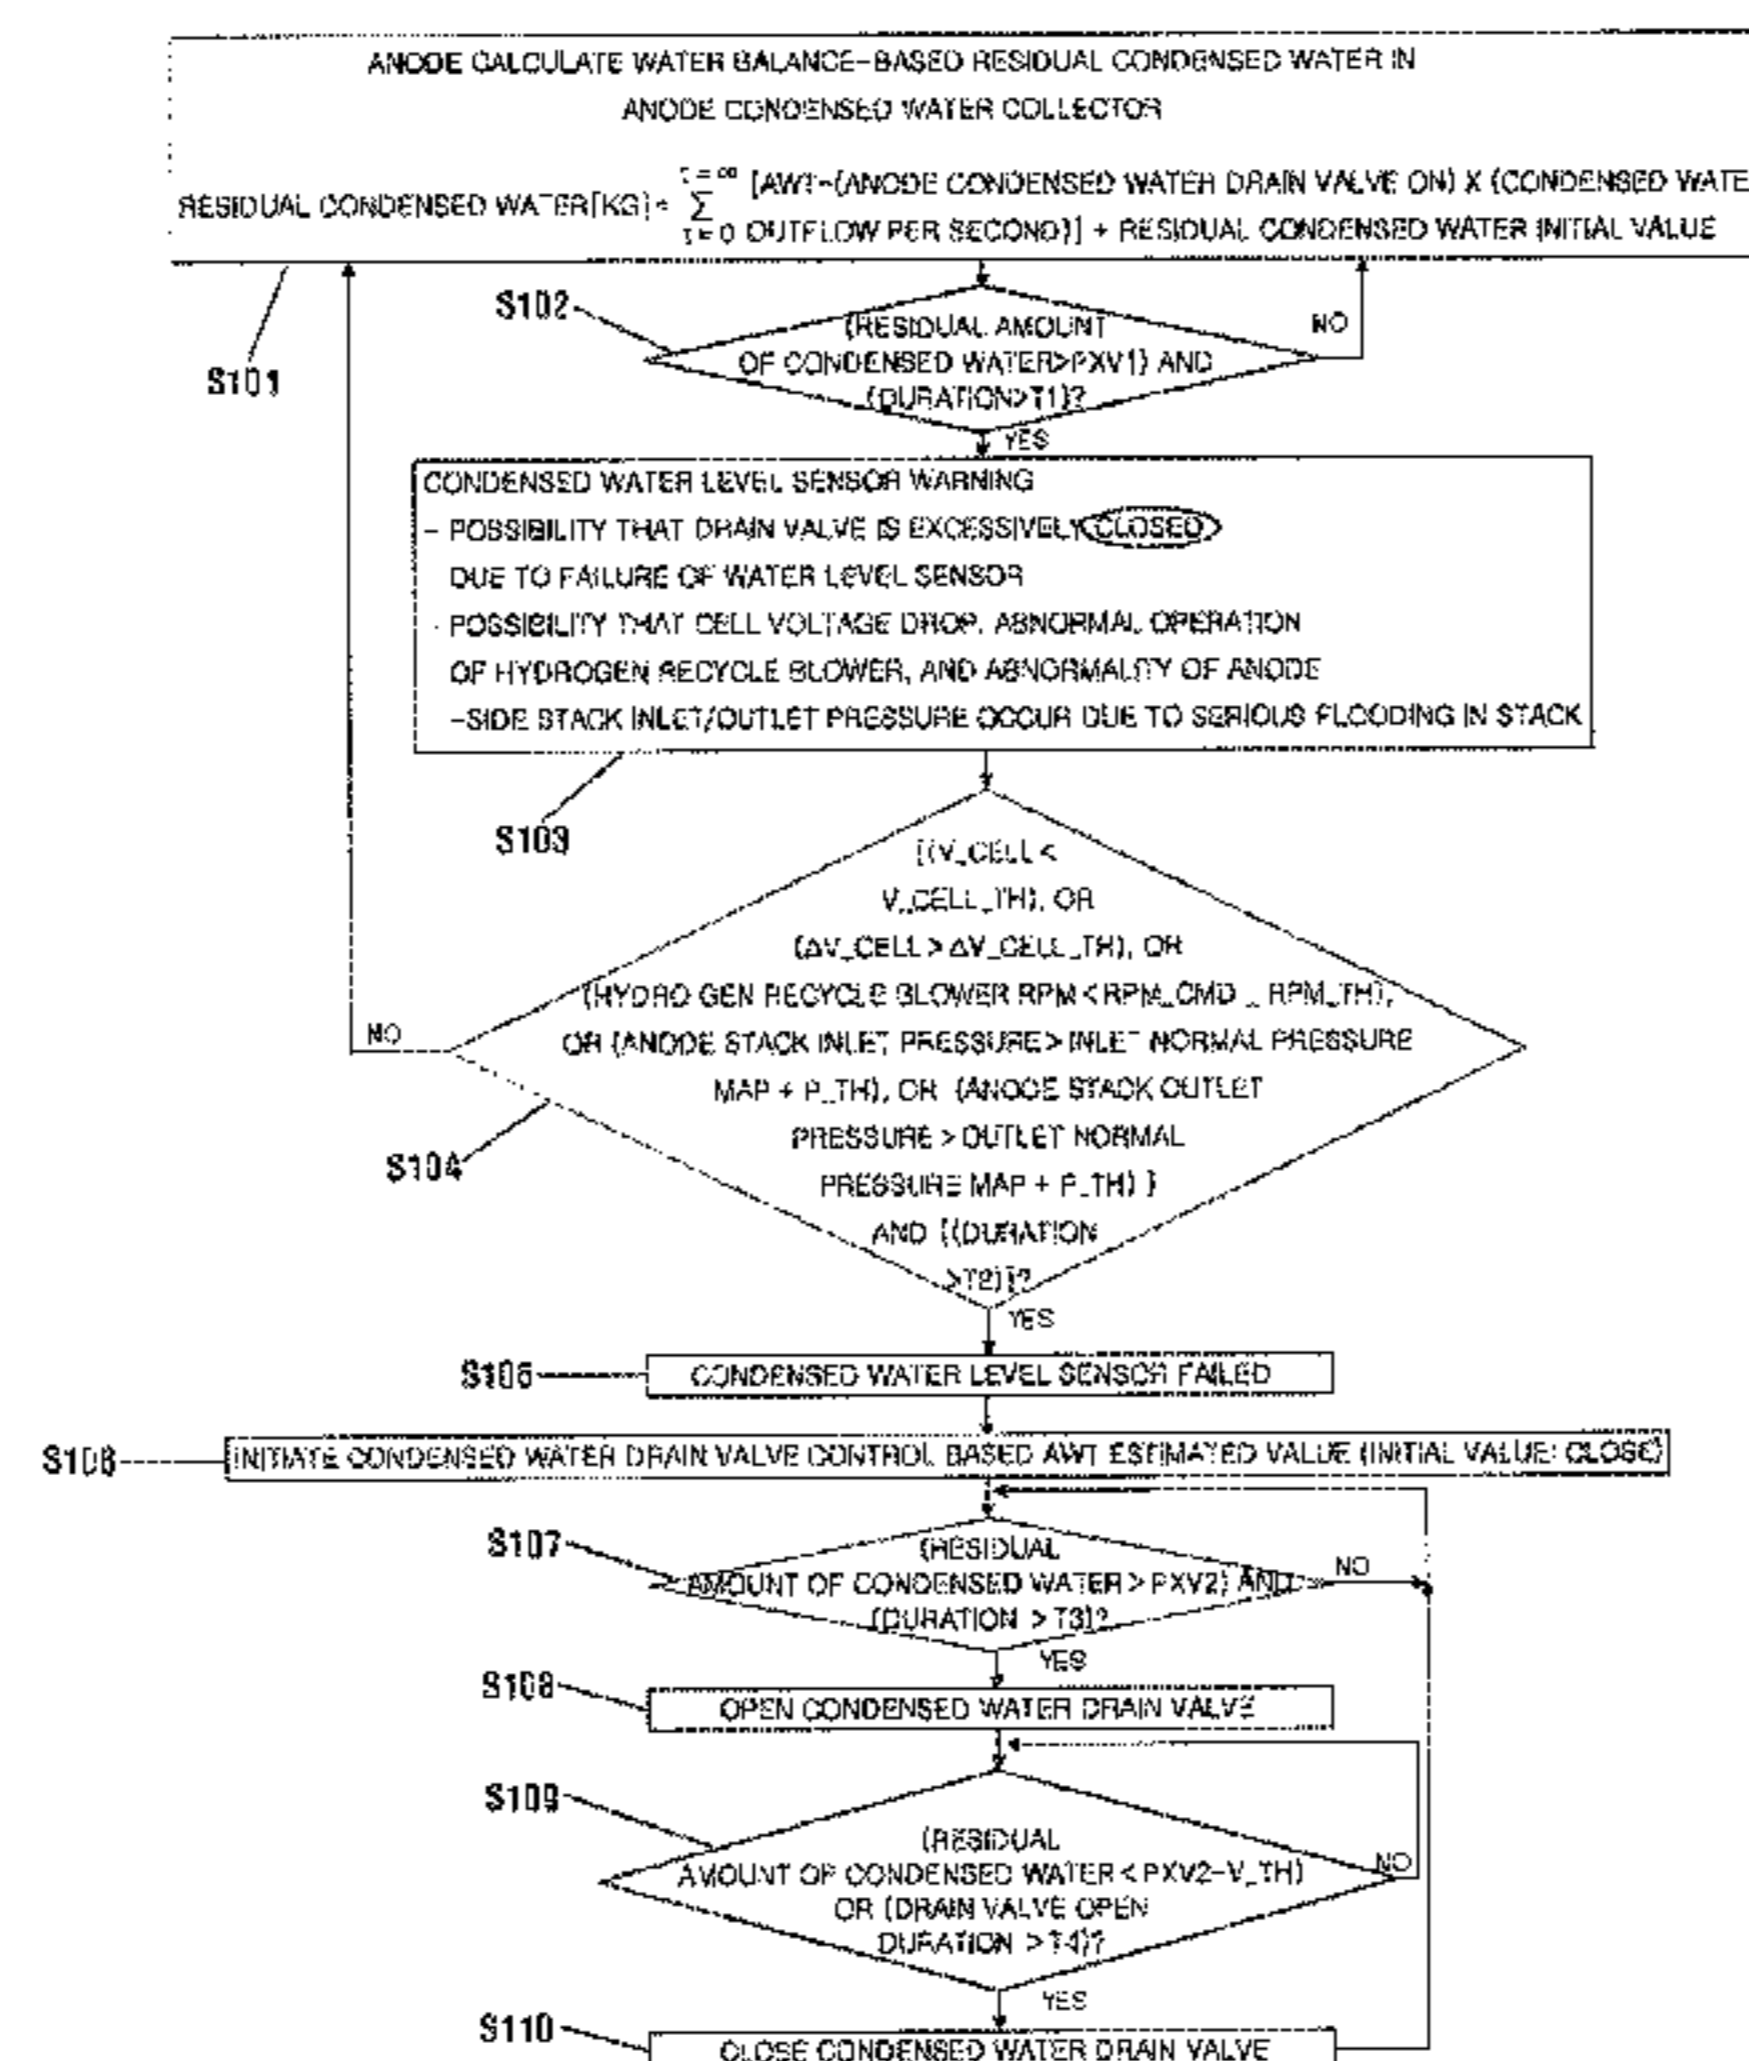 ANODE CALCULATE WATER BALANCE-BASED RESIDUAL CONDENSED WATER IN
ANODE CONDENSED WATER COLLECTOR
RESIDUAL CONDENSED WATER[KG]= t=∞ ∑ t=0 [AWT-(ANODE CONDENSED WATER DRAIN VALVE ON) X (CONDENSED WATE
OUTFLOW PER SECOND)] + RESIDUAL CONDENSED WATER INITIAL VALUE
S101
S102
(RESIDUAL AMOUNT
OF CONDENSED WATER>PXV1) AND
(DURATION>T1)?
NO
YES
CONDENSED WATER LEVEL SENSOR WARNING
- POSSIBILITY THAT DRAIN VALVE IS EXCESSIVELY CLOSED
DUE TO FAILURE OF WATER LEVEL SENSOR
- POSSIBILITY THAT CELL VOLTAGE DROP, ABNORMAL OPERATION
OF HYDROGEN RECYCLE BLOWER, AND ABNORMALITY OF ANODE
-SIDE STACK INLET/OUTLET PRESSURE OCCUR DUE TO SERIOUS FLOODING IN STACK
S103
[(V_CELL <
V_CELL_TH), OR
(ΔV_CELL > ΔV_CELL_TH), OR
(HYDRO GEN RECYCLE BLOWER RPM < RPM_CMD _ RPM_TH),
OR (ANODE STACK INLET PRESSURE > INLET NORMAL PRESSURE
MAP + P_TH), OR (ANODE STACK OUTLET
PRESSURE > OUTLET NORMAL
PRESSURE MAP + P_TH) }
AND {(DURATION
>T2)}?
NO
S104
YES
S105
CONDENSED WATER LEVEL SENSOR FAILED
S106
INITIATE CONDENSED WATER DRAIN VALVE CONTROL BASED AWT ESTIMATED VALUE (INITIAL VALUE: CLOSE)
S107
(RESIDUAL
AMOUNT OF CONDENSED WATER > PXV2) AND
(DURATION > T3)?
NO
YES
S108
OPEN CONDENSED WATER DRAIN VALVE
S109
(RESIDUAL
AMOUNT OF CONDENSED WATER < PXV2-V_TH)
OR (DRAIN VALVE OPEN
DURATION > T4)?
NO
YES
S110
CLOSE CONDENSED WATER DRAIN VALVE